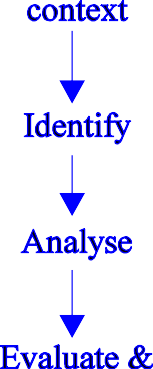 context
Identify
Analyse
Evaluate &